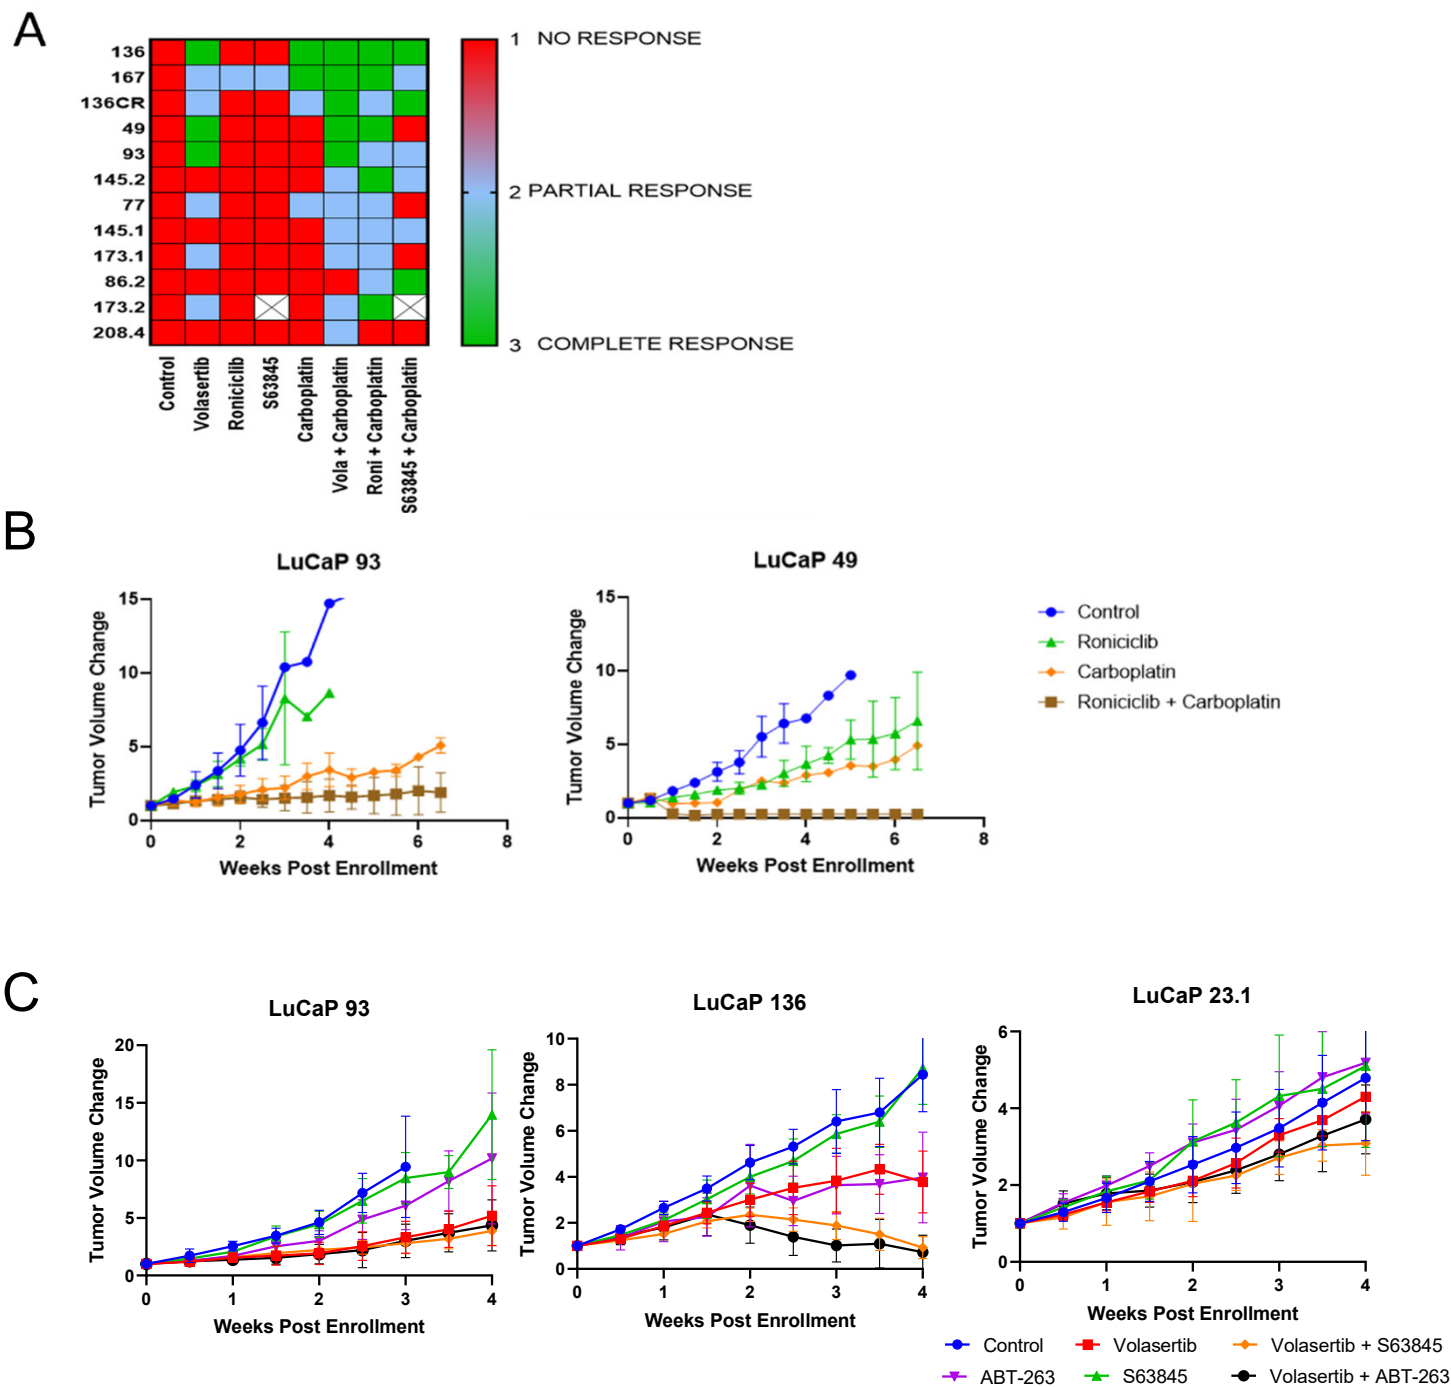 A
136
167
136CR
49
93
145.2
77
145.1
173.1
86.2
173.2
208.4
Control
Volasertib
Roniciclib
S63845
Carboplatin
Vola + Carboplatin
Roni + Carboplatin
S63845 + Carboplatin
1 NO RESPONSE
2 PARTIAL RESPONSE
3 COMPLETE RESPONSE
B
LuCaP 93
Tumor Volume Change
15
10
5
0
0 2 4 6 8
Weeks Post Enrollment
LuCaP 49
Tumor Volume Change
15
10
5
0
0 2 4 6 8
Weeks Post Enrollment
Control
Roniciclib
Carboplatin
Roniciclib + Carboplatin
C
LuCaP 93
Tumor Volume Change
20
15
10
5
0
0 1 2 3 4
Weeks Post Enrollment
LuCaP 136
Tumor Volume Change
10
8
6
4
2
0
0 1 2 3 4
Weeks Post Enrollment
LuCaP 23.1
Tumor Volume Change
6
4
2
0
0 1 2 3 4
Weeks Post Enrollment
Control Volasertib Volasertib + S63845
ABT-263 S63845 Volasertib + ABT-263